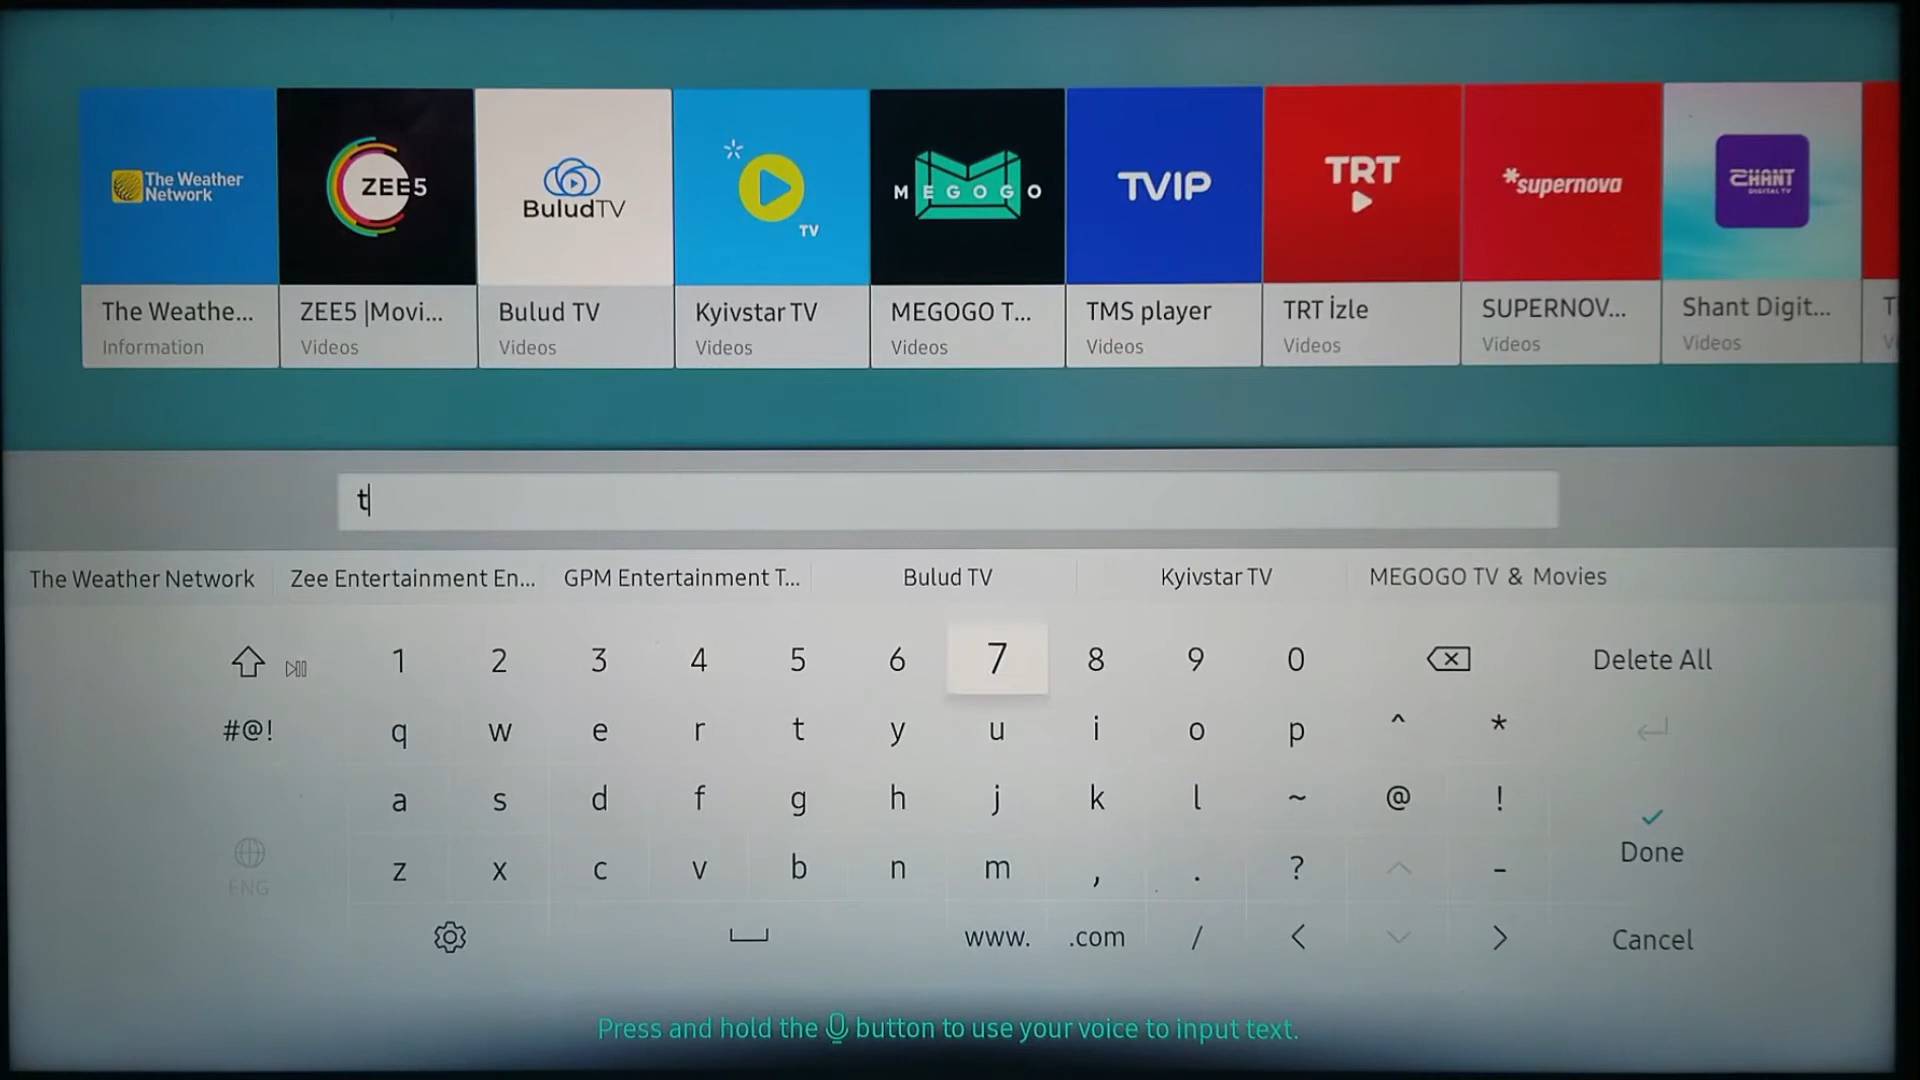 The Weather
Network
ZEE5
BuludTV
TV
MEGOGO
TVIP
TRT
*supernova
SHANT
DIGITAL TV
The Weathe...
ZEE5 |Movi...
Bulud TV
Kyivstar TV
MEGOGO T...
TMS player
TRT İzle
SUPERNOV...
Shant Digit...
Information
Videos
Videos
Videos
Videos
Videos
Videos
Videos
Videos
t
The Weather Network
Zee Entertainment En...
GPM Entertainment T...
Bulud TV
Kyivstar TV
MEGOGO TV & Movies
1 2 3 4 5 6 7 8 9 0 Delete All
#@! q w e r t y u i o p ^ *
a s d f g h j k l ~ @ !
Done
ENG z x c v b n m , . ? -
www. .com / < > Cancel
Press and hold the button to use your voice to input text.